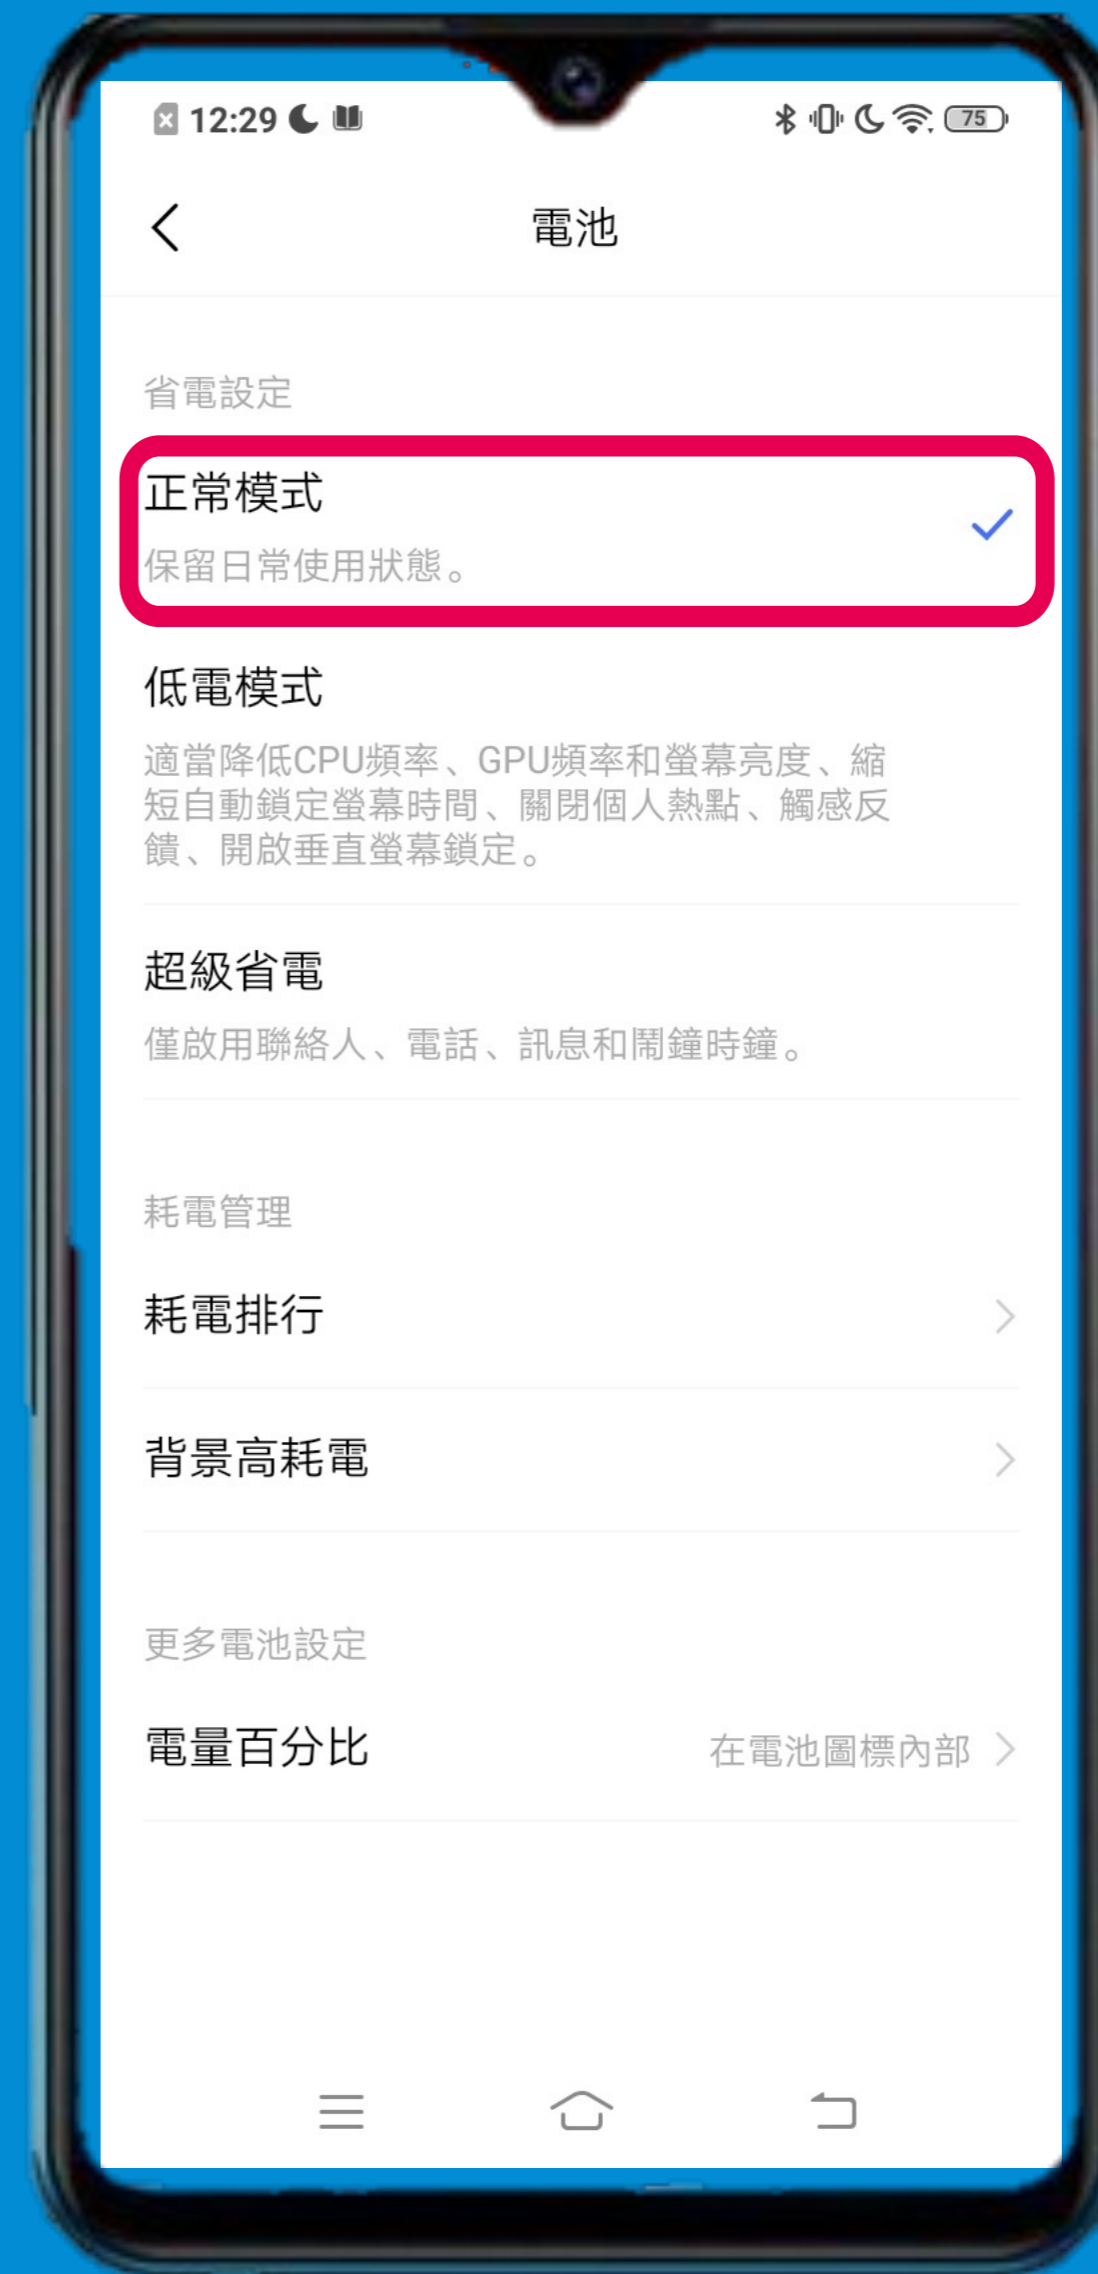 12:29
75
電池
省電設定
正常模式
保留日常使用狀態。
低電模式
適當降低CPU頻率、GPU頻率和螢幕亮度、縮
短自動鎖定螢幕時間、關閉個人熱點、觸感反
饋、開啟垂直螢幕鎖定。
超級省電
僅啟用聯絡人、電話、訊息和鬧鐘時鐘。
耗電管理
耗電排行
背景高耗電
更多電池設定
電量百分比
在電池圖標內部